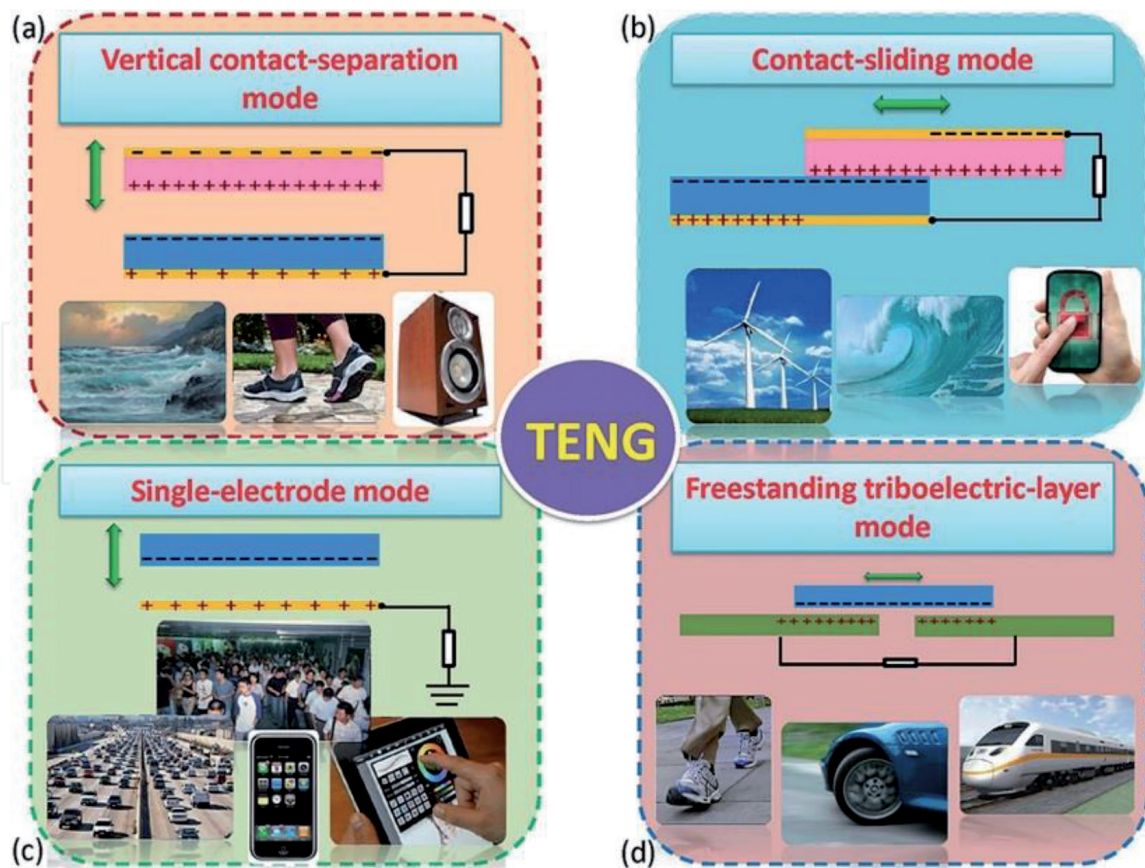 (a)
Vertical contact-separation
mode
(b)
Contact-sliding mode
TENG
Single-electrode mode
(c)
Freestanding triboelectric-layer
mode
(d)